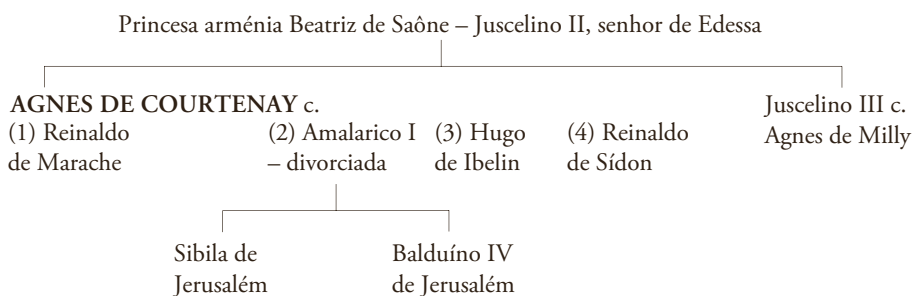 Princesa arménia Beatriz de Saône – Juscelino II, senhor de Edessa
AGNES DE COURTENAY c.
(1) Reinaldo
de Marache
(2) Amalarico I
– divorciada
(3) Hugo
de Ibelin
(4) Reinaldo
de Sídon
Juscelino III c.
Agnes de Milly
Sibila de
Jerusalém
Balduíno IV
de Jerusalém